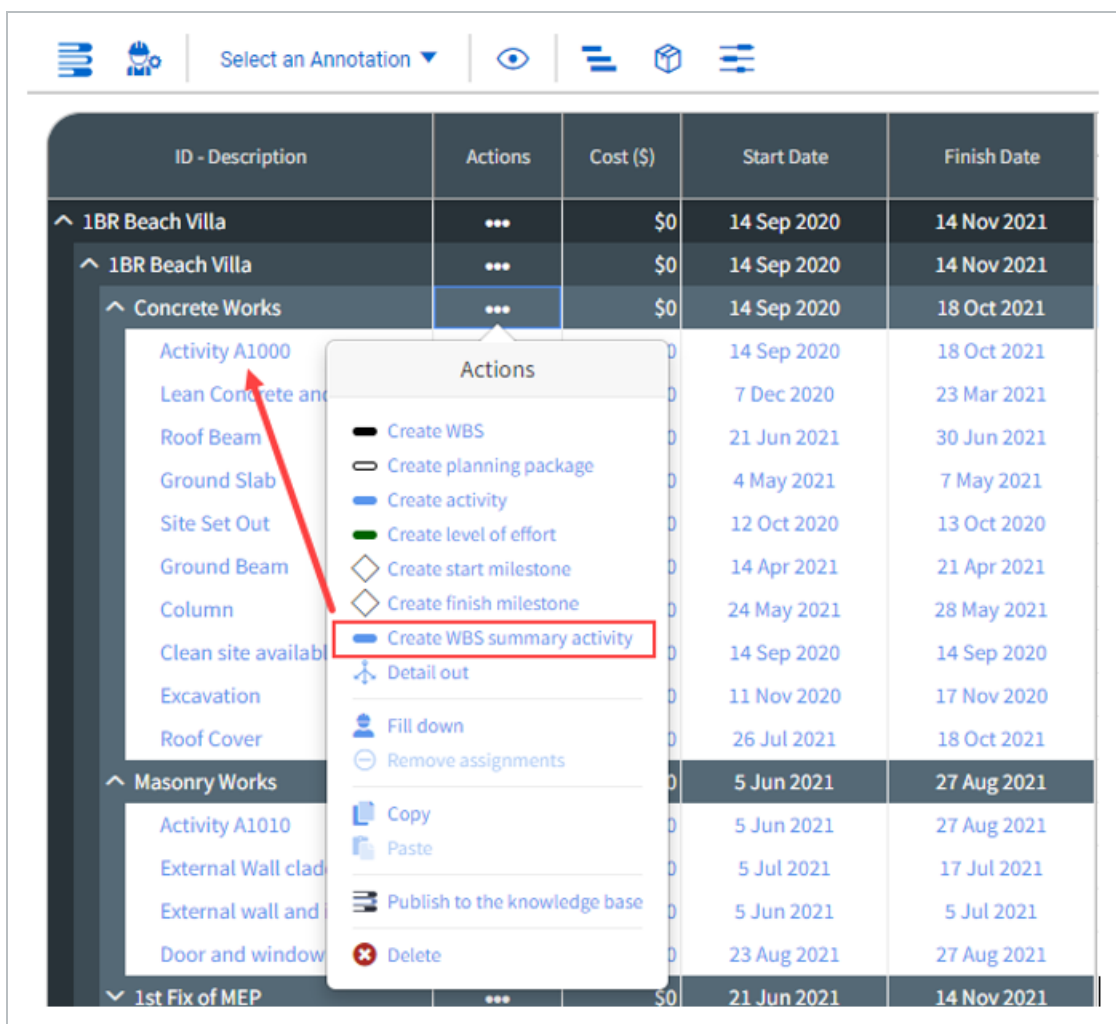 Select an Annotation
ID - Description Actions Cost ($) Start Date Finish Date
1BR Beach Villa ••• $0 14 Sep 2020 14 Nov 2021
1BR Beach Villa ••• $0 14 Sep 2020 14 Nov 2021
Concrete Works ••• $0 14 Sep 2020 18 Oct 2021
Activity A1000 14 Sep 2020 18 Oct 2021
Lean Concrete and 7 Dec 2020 23 Mar 2021
Roof Beam 21 Jun 2021 30 Jun 2021
Ground Slab 4 May 2021 7 May 2021
Site Set Out 12 Oct 2020 13 Oct 2020
Ground Beam 14 Apr 2021 21 Apr 2021
Column 24 May 2021 28 May 2021
Clean site availabl 14 Sep 2020 14 Sep 2020
Excavation 11 Nov 2020 17 Nov 2020
Roof Cover 26 Jul 2021 18 Oct 2021
Masonry Works 5 Jun 2021 27 Aug 2021
Activity A1010 5 Jun 2021 27 Aug 2021
External Wall clad 5 Jul 2021 17 Jul 2021
External wall and i 5 Jun 2021 5 Jul 2021
Door and window 23 Aug 2021 27 Aug 2021
1st Fix of MEP ••• $0 21 Jun 2021 14 Nov 2021
Actions
Create WBS
Create planning package
Create activity
Create level of effort
Create start milestone
Create finish milestone
Create WBS summary activity
Detail out
Fill down
Remove assignments
Copy
Paste
Publish to the knowledge base
Delete